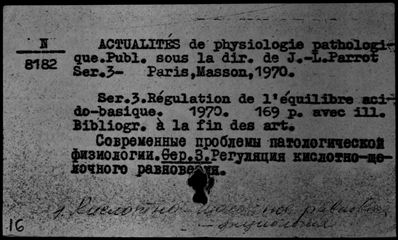 N
8182
ACTUALITÉS de physiologie pathologi-
que.Publ. sous la dir. de J.-L.Parrot
Ser.3- Paris,Masson,1970.
Ser.3.Régulation de l'équilibre aci-
do-basique. 1970. 169 p. avec ill.
Bibliogr. à la fin des art.
Современные проблемы патологической
физиологии.Сер.3.Регуляция кислотно-ще-
лочного равновесия.
1. Кислотно
16